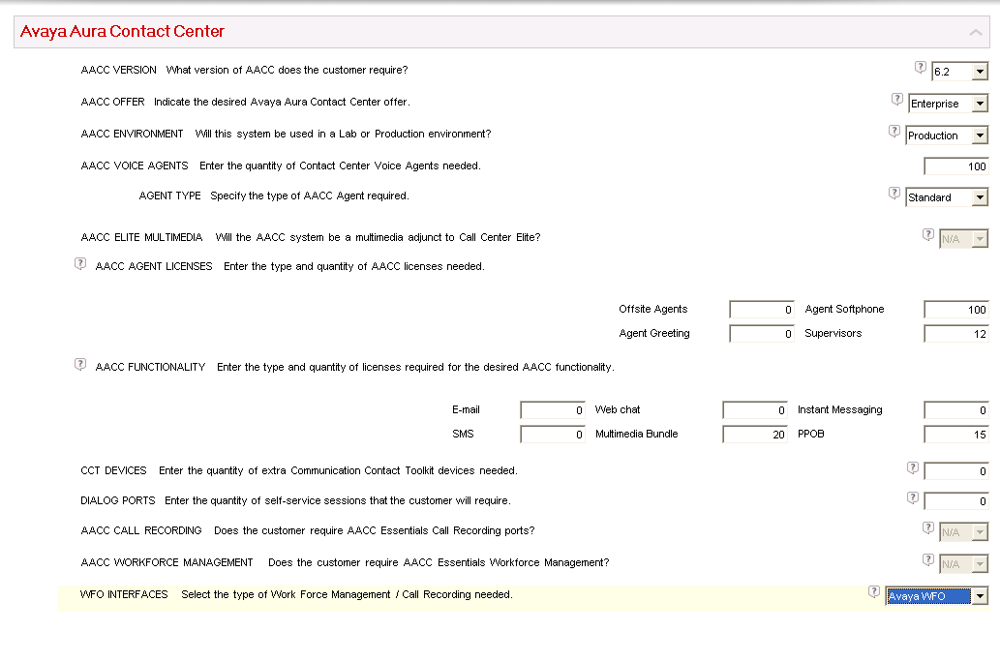 Avaya Aura Contact Center
AACC VERSION What version of AACC does the customer require? ? 6.2
AACC OFFER Indicate the desired Avaya Aura Contact Center offer. ? Enterprise
AACC ENVIRONMENT Will this system be used in a Lab or Production environment? ? Production
AACC VOICE AGENTS Enter the quantity of Contact Center Voice Agents needed. 100
AGENT TYPE Specify the type of AACC Agent required. ? Standard
AACC ELITE MULTIMEDIA Will the AACC system be a multimedia adjunct to Call Center Elite? ? N/A
? AACC AGENT LICENSES Enter the type and quantity of AACC licenses needed.
Offsite Agents 0 Agent Softphone 100
Agent Greeting 0 Supervisors 12
? AACC FUNCTIONALITY Enter the type and quantity of licenses required for the desired AACC functionality.
E-mail 0 Web chat 0 Instant Messaging 0
SMS 0 Multimedia Bundle 20 PPOB 15
CCT DEVICES Enter the quantity of extra Communication Contact Toolkit devices needed. ? 0
DIALOG PORTS Enter the quantity of self-service sessions that the customer will require. ? 0
AACC CALL RECORDING Does the customer require AACC Essentials Call Recording ports? ? N/A
AACC WORKFORCE MANAGEMENT Does the customer require AACC Essentials Workforce Management? ? N/A
WFO INTERFACES Select the type of Work Force Management / Call Recording needed. ? Avaya WFO